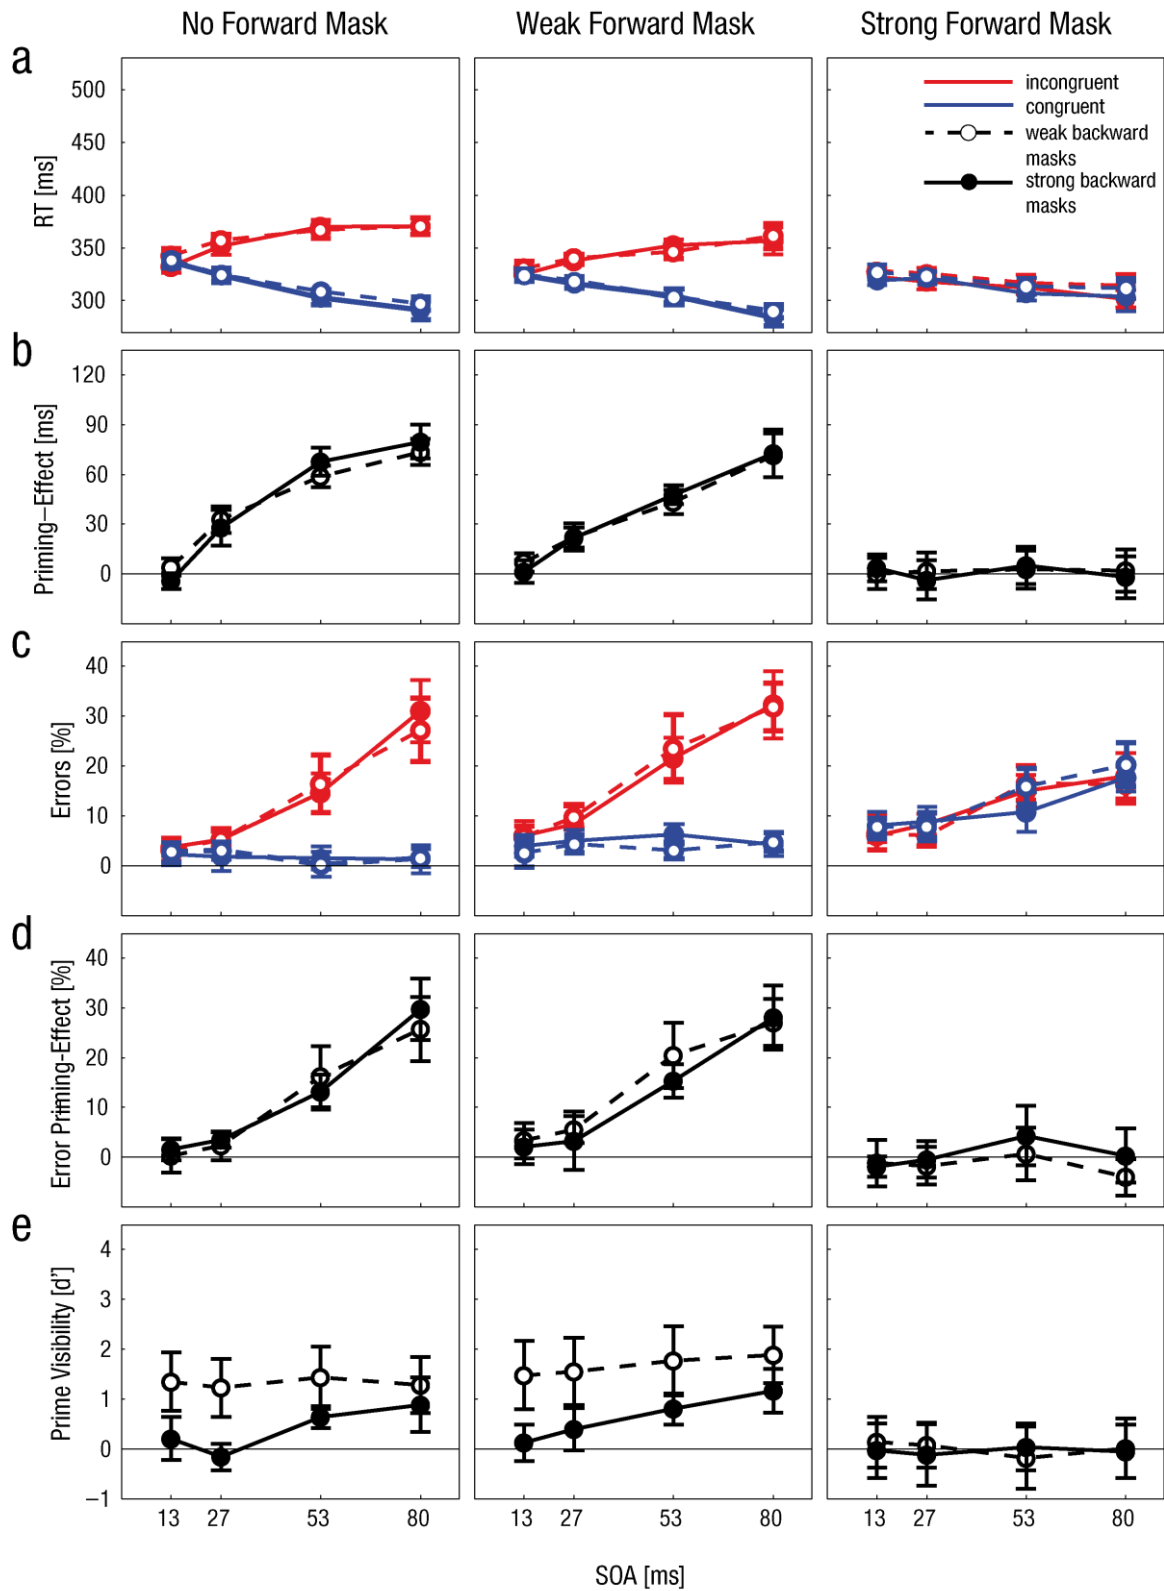 No Forward Mask
Weak Forward Mask
Strong Forward Mask
a
RT [ms]
500
450
400
350
300
incongruent
congruent
weak backward
masks
strong backward
masks
b
Priming–Effect [ms]
120
90
60
30
0
c
Errors [%]
40
30
20
10
0
d
Error Priming-Effect [%]
40
30
20
10
0
e
Prime Visibility [d']
4
3
2
1
0
–1
13 27 53 80
13 27 53 80
13 27 53 80
SOA [ms]